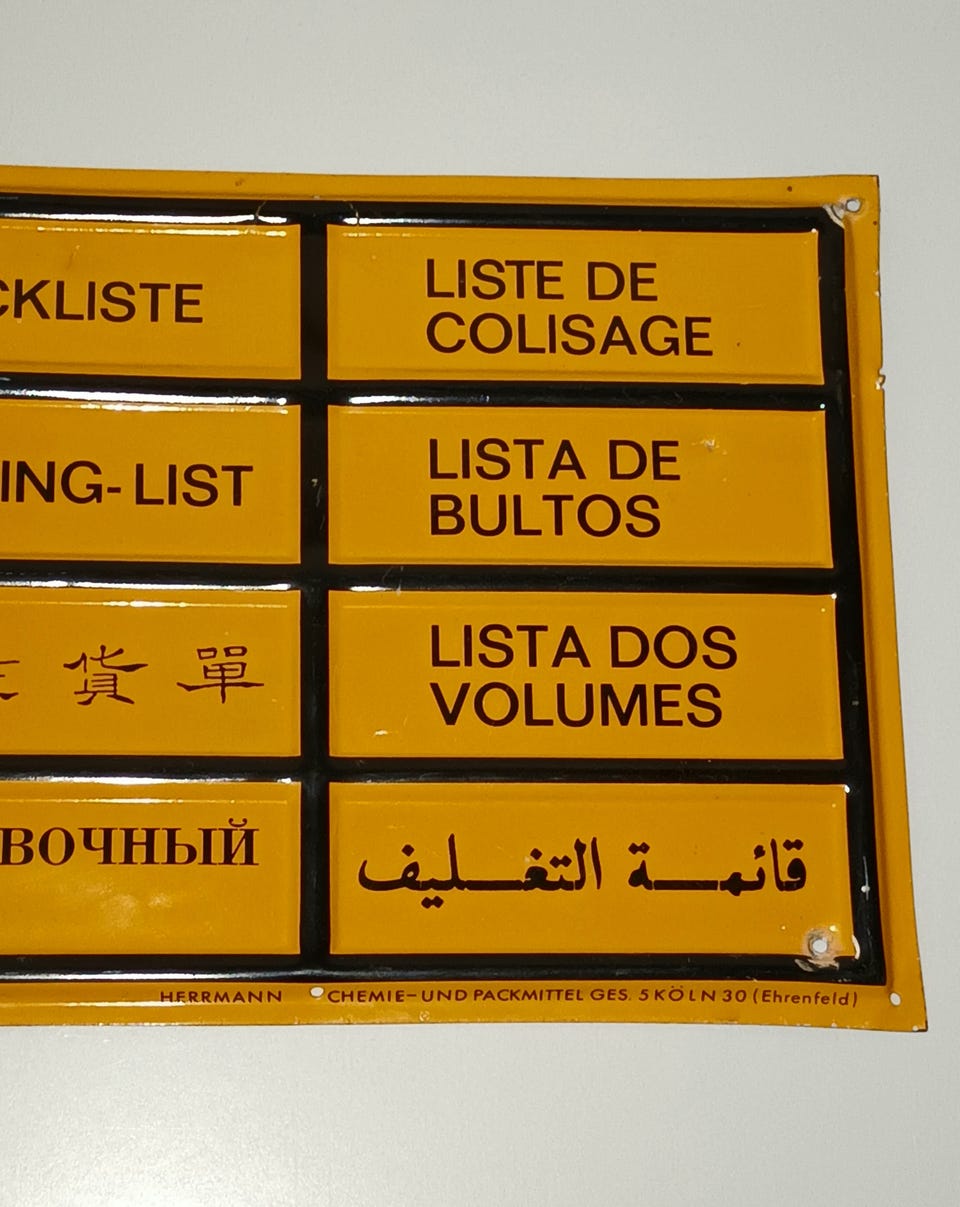 CKLISTE
LISTE DE
COLISAGE
ING-LIST
LISTA DE
BULTOS
貨單
LISTA DOS
VOLUMES
ВОЧНЫЙ
قائمة التغليف
HERRMANN CHEMIE-UND PACKMITTEL GES. 5 KÖLN 30 (Ehrenfeld)